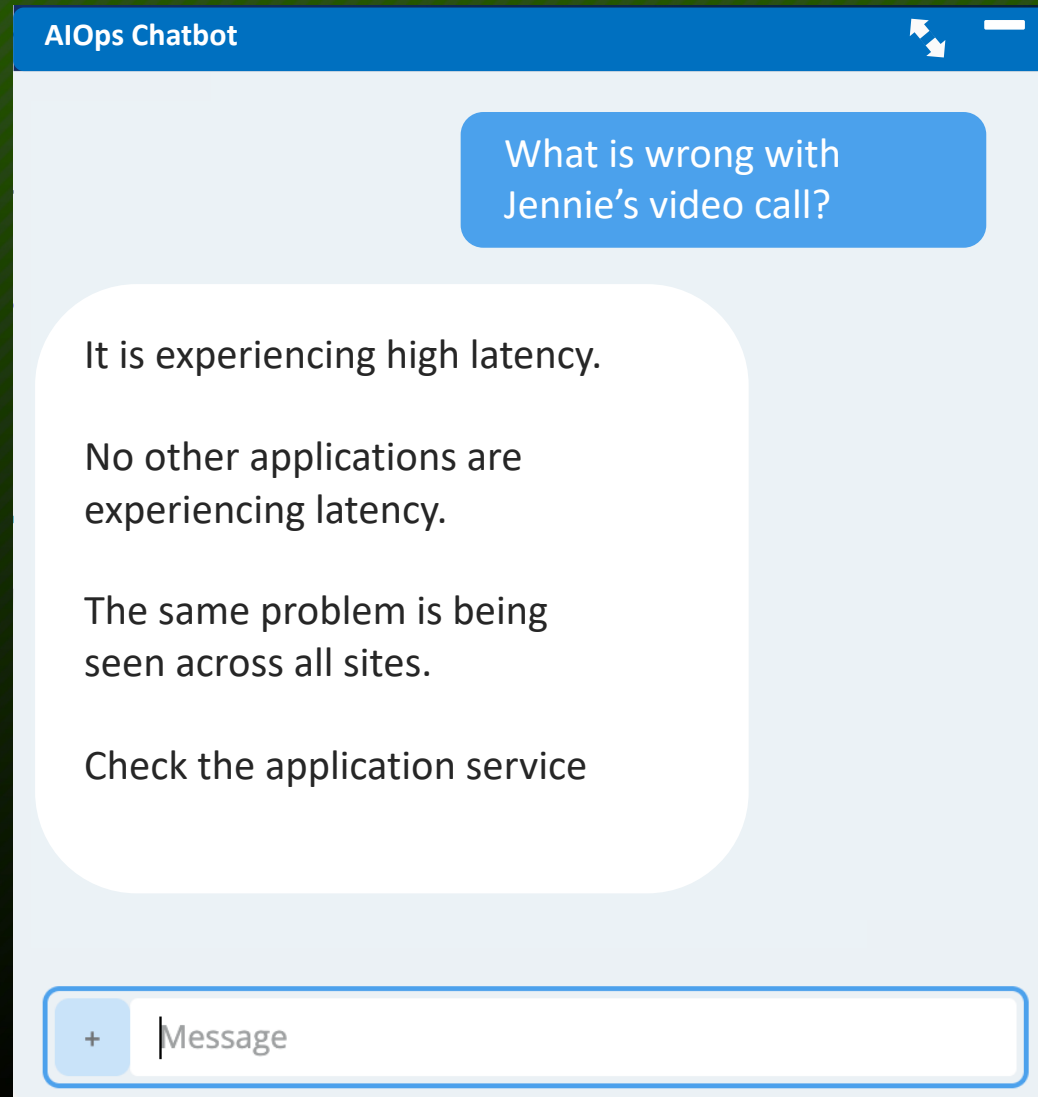 AIOps Chatbot
What is wrong with
Jennie’s video call?
It is experiencing high latency.
No other applications are
experiencing latency.
The same problem is being
seen across all sites.
Check the application service
+ Message